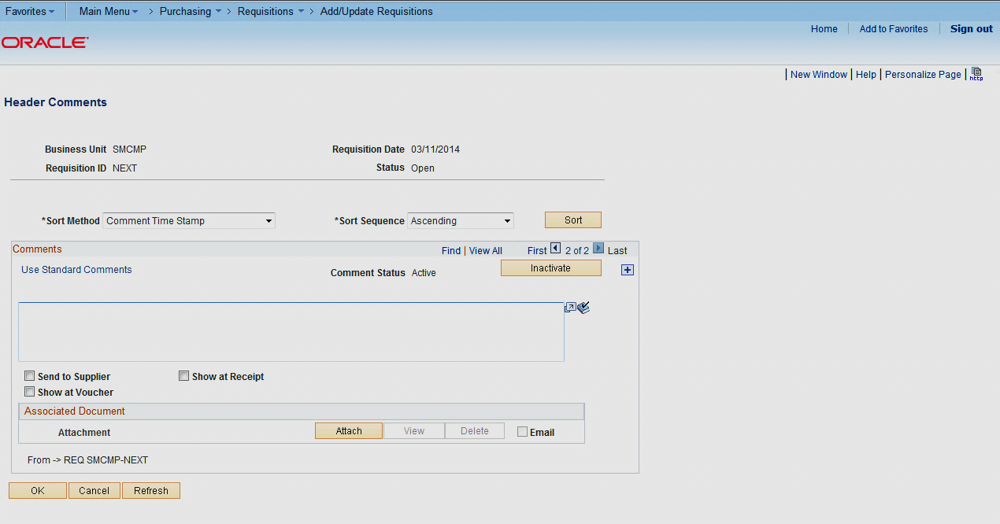 Favorites Main Menu > Purchasing > Requisitions > Add/Update Requisitions
Home Add to Favorites Sign out
ORACLE
New Window | Help | Personalize Page | http
Header Comments
Business Unit SMCMP Requisition Date 03/11/2014
Requisition ID NEXT Status Open
*Sort Method Comment Time Stamp *Sort Sequence Ascending Sort
Comments Find | View All First 2 of 2 Last
Use Standard Comments Comment Status Active Inactivate
Send to Supplier Show at Receipt
Show at Voucher
Associated Document
Attachment Attach View Delete Email
From -> REQ SMCMP-NEXT
OK Cancel Refresh